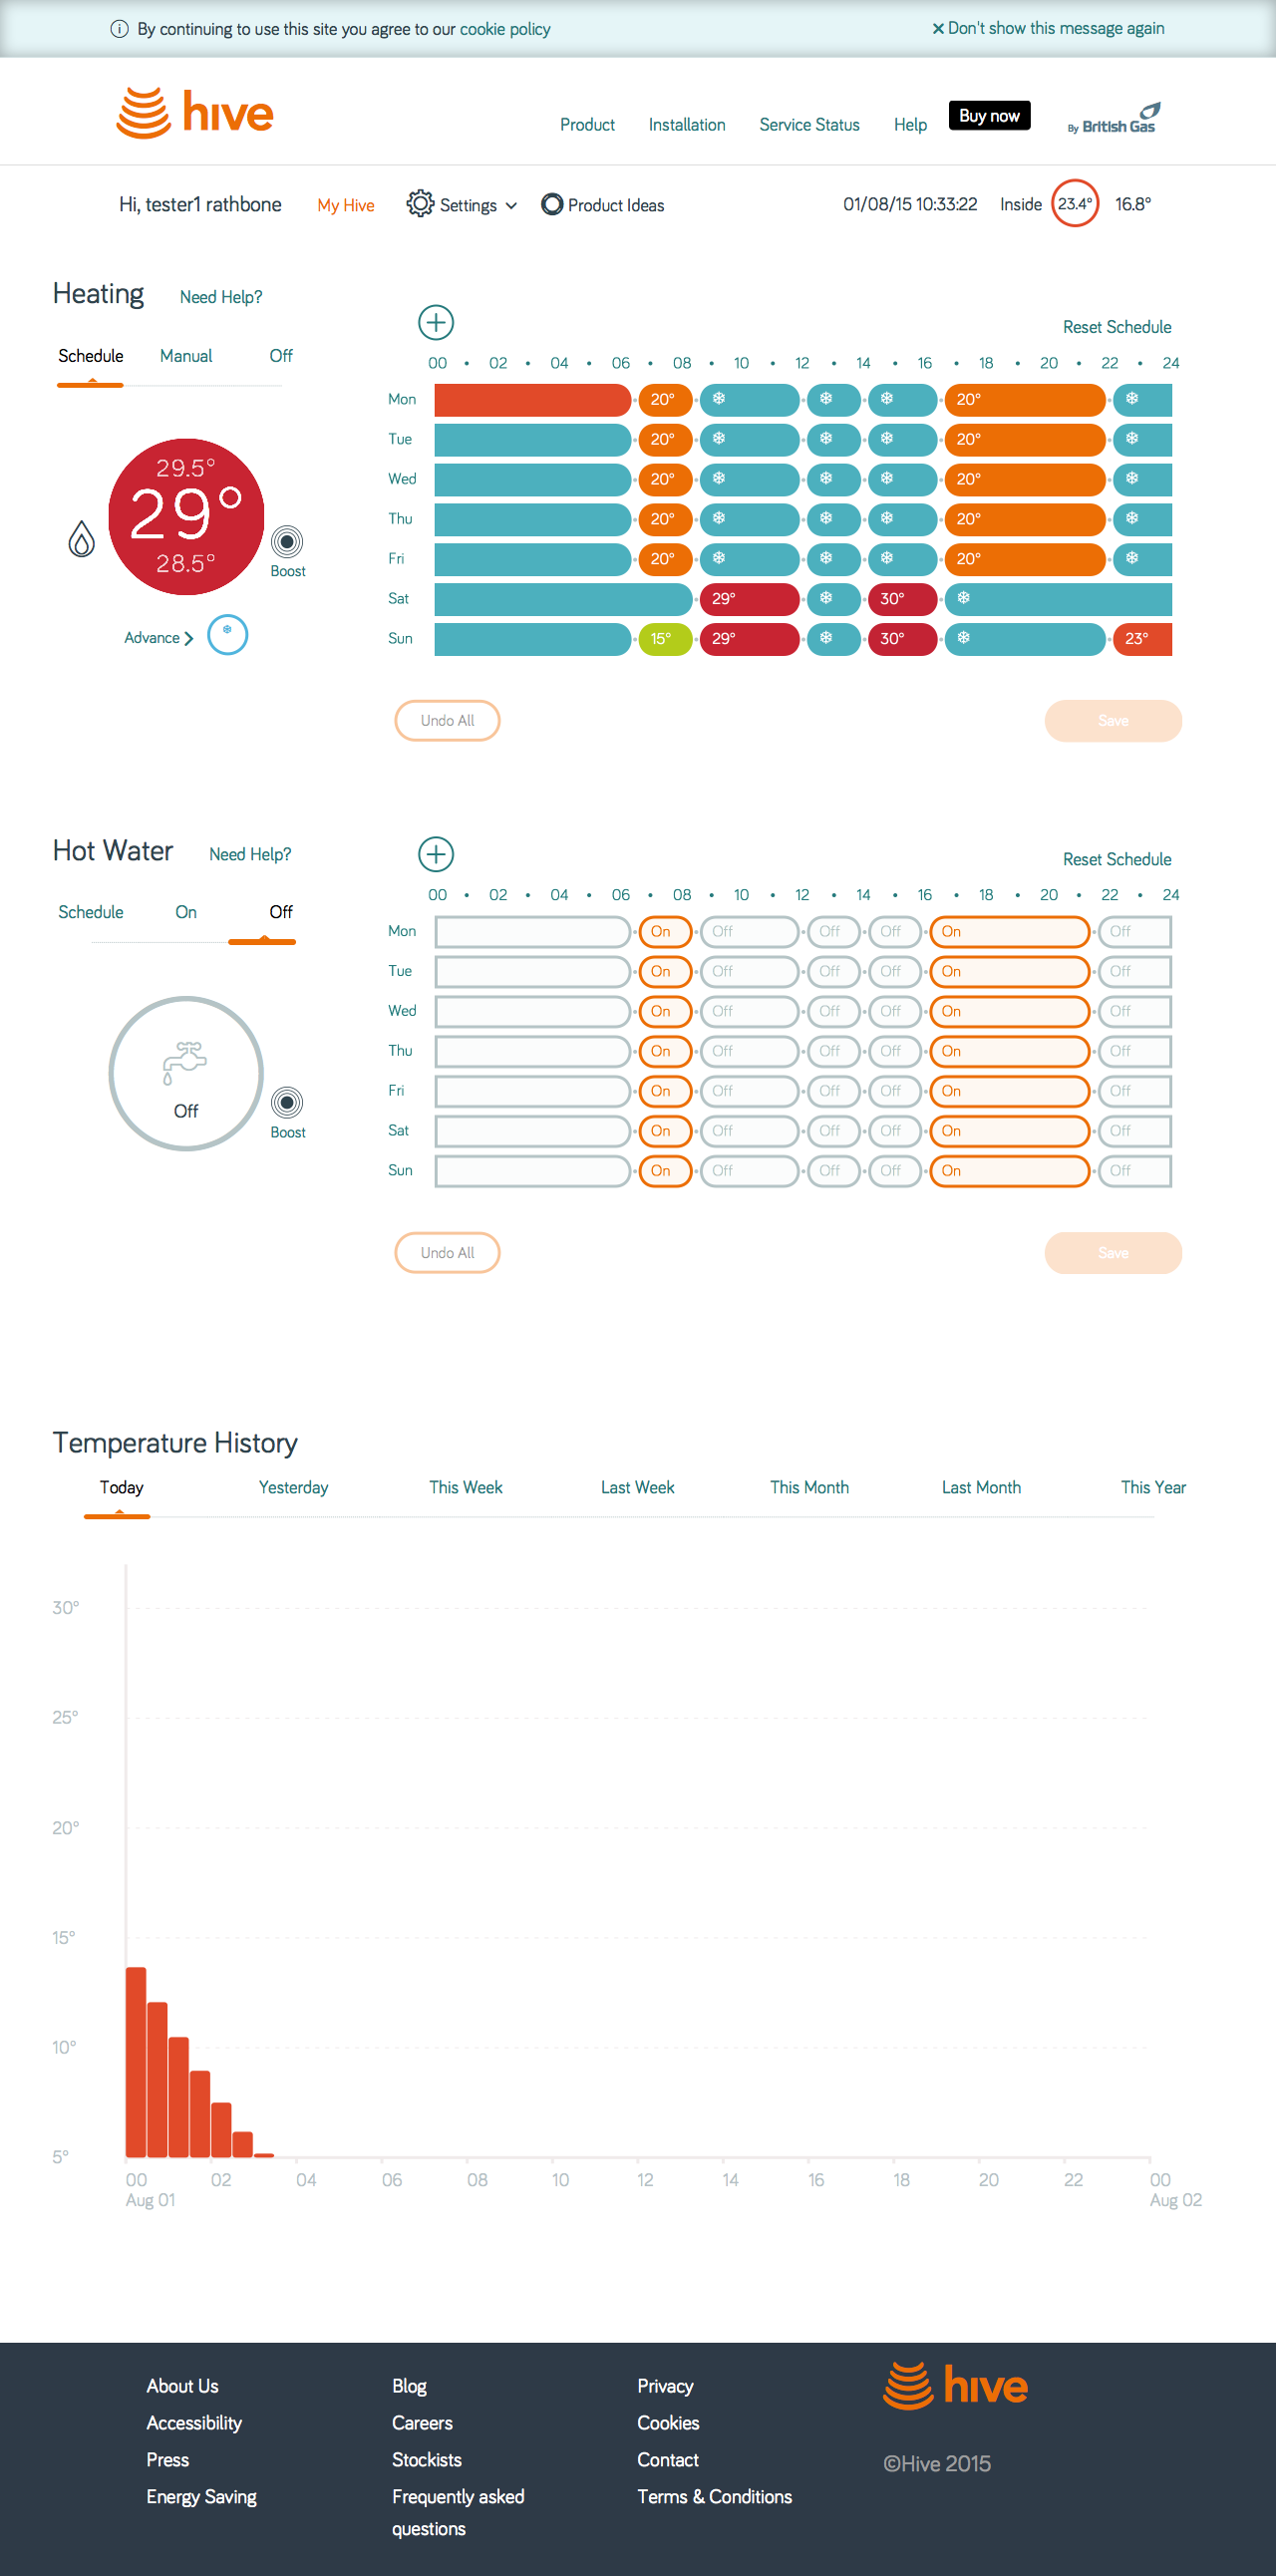 By continuing to use this site you agree to our cookie policy
Don't show this message again
hive
Product Installation Service Status Help Buy now
By British Gas
Hi, tester1 rathbone My Hive Settings Product Ideas 01/08/15 10:33:22 Inside 23.4° 16.8°
Heating Need Help?
Schedule Manual Off
29.5°
29°
28.5°
Boost
Advance
Reset Schedule
00 • 02 • 04 • 06 • 08 • 10 • 12 • 14 • 16 • 18 • 20 • 22 • 24
Mon 20° 20°
Tue 20° 20°
Wed 20° 20°
Thu 20° 20°
Fri 20° 20°
Sat 29° 30°
Sun 15° 29° 30° 23°
Undo All Save
Hot Water Need Help?
Schedule On Off
Off
Boost
Reset Schedule
00 • 02 • 04 • 06 • 08 • 10 • 12 • 14 • 16 • 18 • 20 • 22 • 24
Mon On Off Off Off On Off
Tue On Off Off Off On Off
Wed On Off Off Off On Off
Thu On Off Off Off On Off
Fri On Off Off Off On Off
Sat On Off Off Off On Off
Sun On Off Off Off On Off
Undo All Save
Temperature History
Today Yesterday This Week Last Week This Month Last Month This Year
30°
25°
20°
15°
10°
5°
00 02 04 06 08 10 12 14 16 18 20 22 00
Aug 01 Aug 02
About Us
Accessibility
Press
Energy Saving
Blog
Careers
Stockists
Frequently asked
questions
Privacy
Cookies
Contact
Terms & Conditions
hive
©Hive 2015